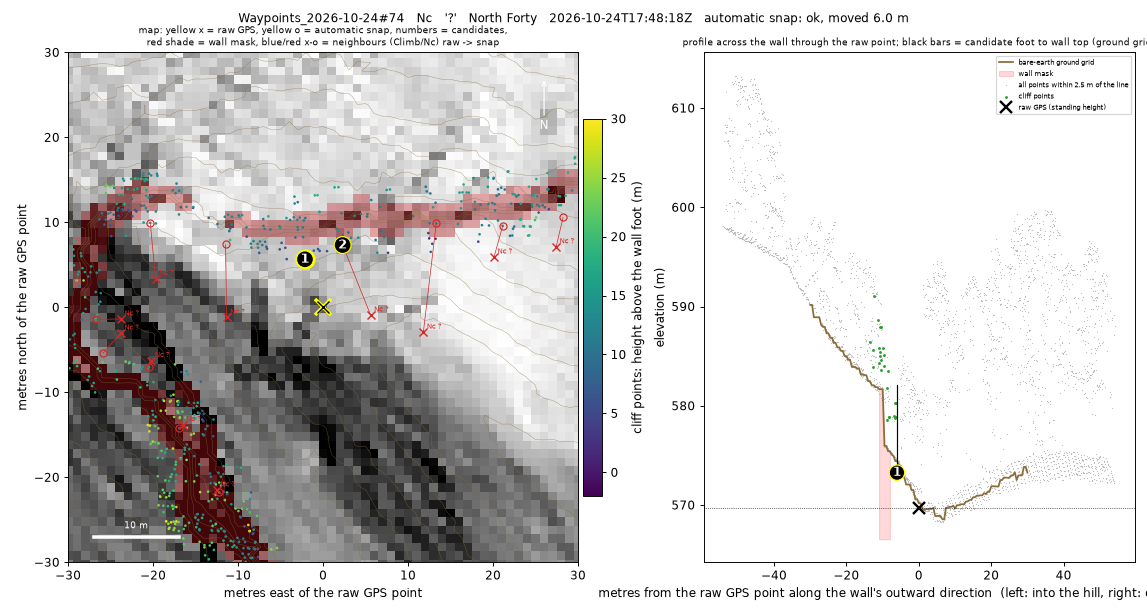 Waypoints_2026-10-24#74 Nc '?' North Forty 2026-10-24T17:48:18Z automatic snap: ok, moved 6.0 m
map: yellow x = raw GPS, yellow o = automatic snap, numbers = candidates,
red shade = wall mask, blue/red x-o = neighbours (Climb/Nc) raw -> snap
profile across the wall through the raw point; black bars = candidate foot to wall top (ground gri
30
20
10
0
−10
−20
−30
−30
−20
−10
0
10
20
30
metres north of the raw GPS point
metres east of the raw GPS point
N
10 m
1
2
Nc ?
Nc ?
Nc ?
Nc ?
Nc ?
Nc ?
Nc ?
30
25
20
15
10
5
0
cliff points: height above the wall foot (m)
bare-earth ground grid
wall mask
all points within 2.5 m of the line
cliff points
raw GPS (standing height)
1
610
600
590
580
570
elevation (m)
−40
−20
0
20
40
metres from the raw GPS point along the wall's outward direction (left: into the hill, right: